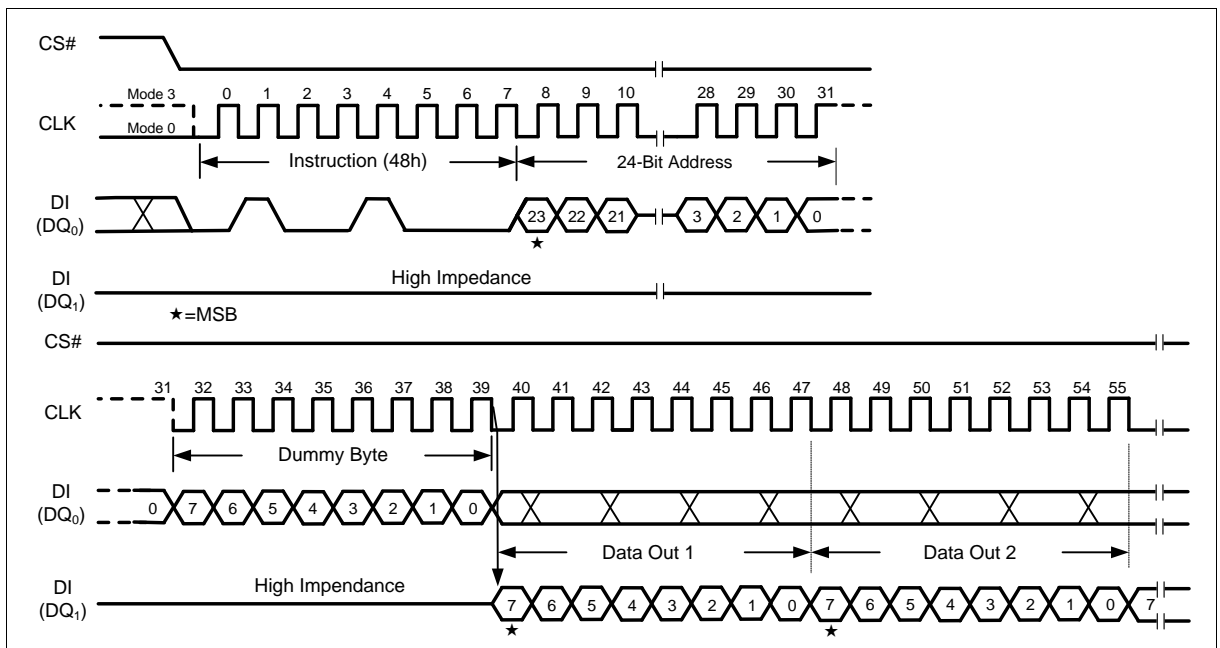 CS#
Mode 3 0 1 2 3 4 5 6 7 8 9 10 28 29 30 31
CLK
Mode 0
Instruction (48h) 24-Bit Address
DI
(DQ0) 23 22 21 3 2 1 0
★
DI High Impedance
(DQ1)
★=MSB
CS#
31 32 33 34 35 36 37 38 39 40 41 42 43 44 45 46 47 48 49 50 51 52 53 54 55
CLK
Dummy Byte
DI
(DQ0) 0 7 6 5 4 3 2 1 0
Data Out 1 Data Out 2
DI High Impendance
(DQ1) 7 6 5 4 3 2 1 0 7 6 5 4 3 2 1 0 7
★ ★